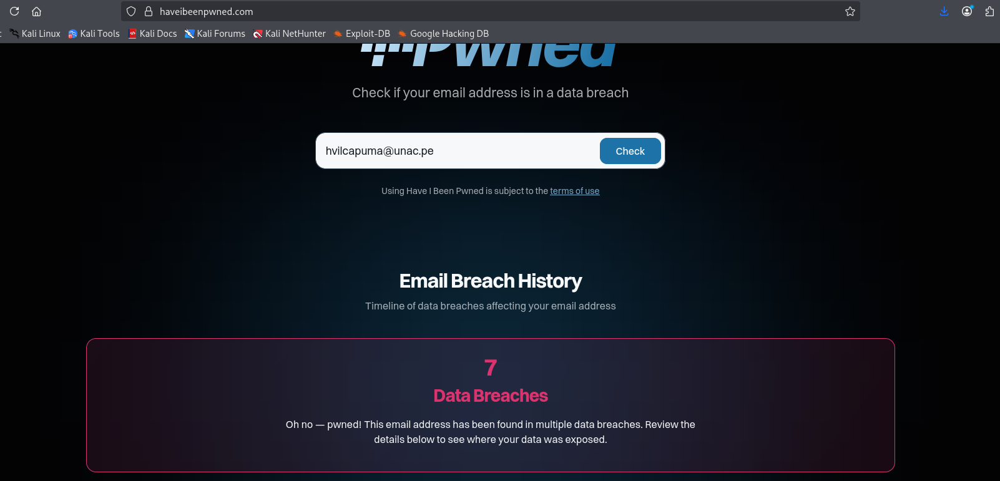 haveibeenpwned.com
Kali Linux Kali Tools Kali Docs Kali Forums Kali NetHunter Exploit-DB Google Hacking DB
Pwned
Check if your email address is in a data breach
hvilcapuma@unac.pe Check
Using Have I Been Pwned is subject to the terms of use
Email Breach History
Timeline of data breaches affecting your email address
7
Data Breaches
Oh no — pwned! This email address has been found in multiple data breaches. Review the
details below to see where your data was exposed.